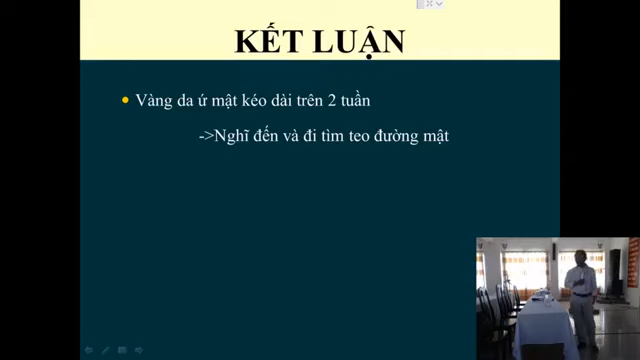 KẾT LUẬN
Vàng da ứ mật kéo dài trên 2 tuần
->Nghĩ đến và đi tìm teo đường mật